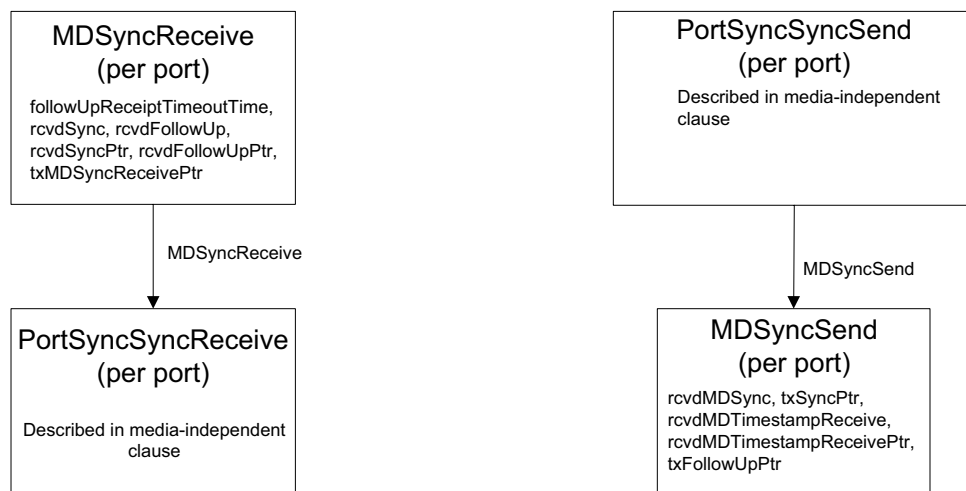 MDSyncReceive
(per port)
followUpReceiptTimeoutTime,
rcvdSync, rcvdFollowUp,
rcvdSyncPtr, rcvdFollowUpPtr,
txMDSyncReceivePtr
MDSyncReceive
PortSyncSyncReceive
(per port)
Described in media-independent
clause
PortSyncSyncSend
(per port)
Described in media-independent
clause
MDSyncSend
MDSyncSend
(per port)
rcvdMDSync, txSyncPtr,
rcvdMDTimestampReceive,
rcvdMDTimestampReceivePtr,
txFollowUpPtr